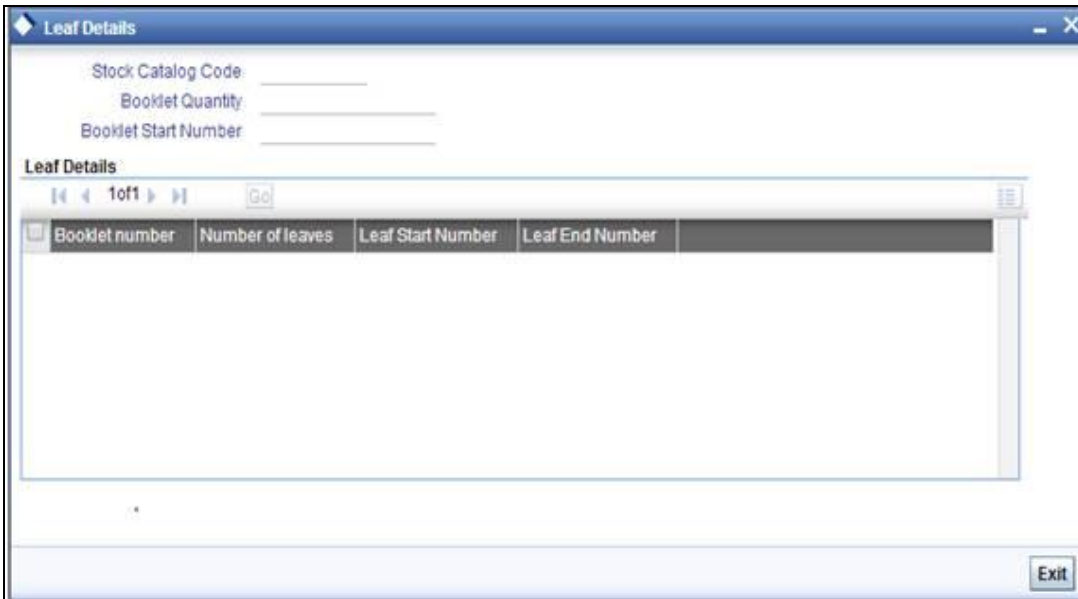 Leaf Details
Stock Catalog Code
Booklet Quantity
Booklet Start Number
Leaf Details
1of1 Go
Booklet number Number of leaves Leaf Start Number Leaf End Number
Exit